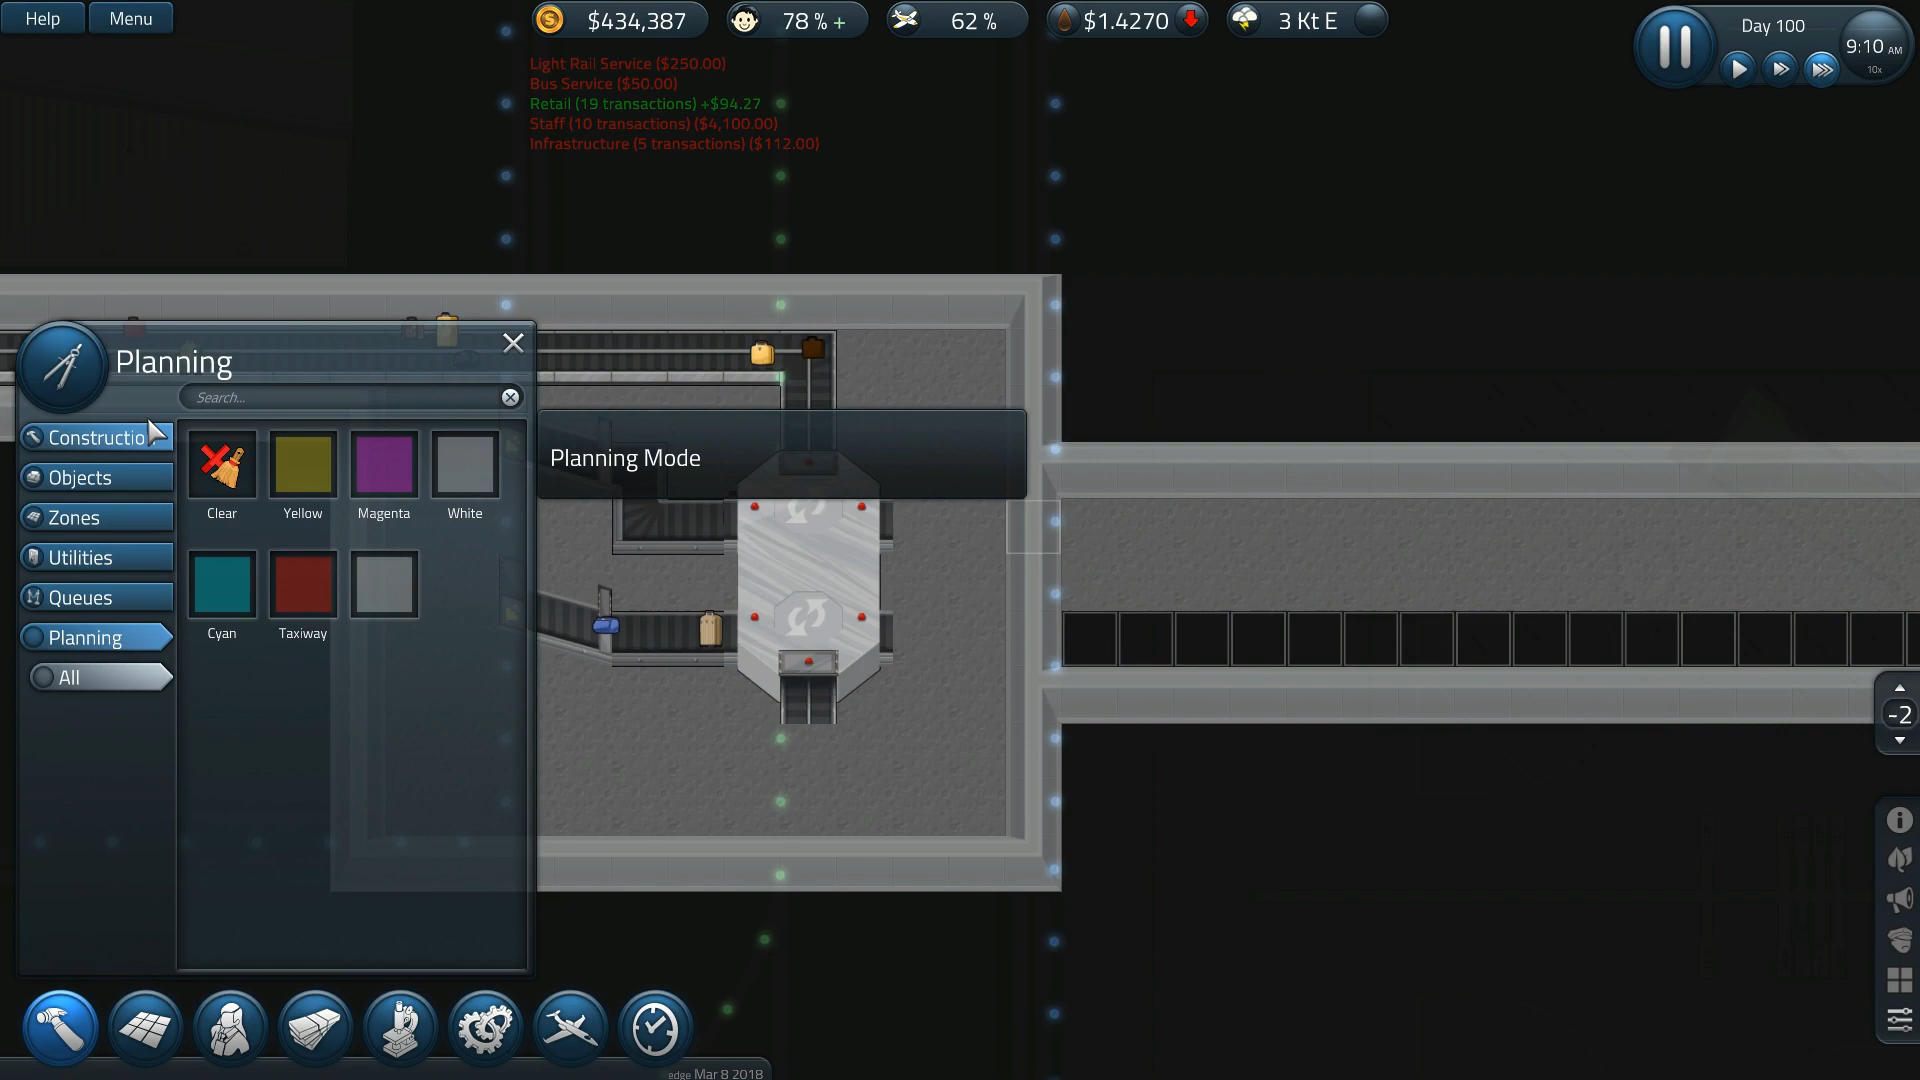 Help
Menu
$434,387
78 % +
62 %
$1.4270
3 Kt E
Day 100
9:10 AM
10x
Light Rail Service ($250.00)
Bus Service ($50.00)
Retail (19 transactions) +$94.27
Staff (10 transactions) ($4,100.00)
Infrastructure (5 transactions) ($112.00)
Planning
Search...
Constructio
Objects
Zones
Utilities
Queues
Planning
All
Clear
Yellow
Magenta
White
Cyan
Taxiway
Planning Mode
-2
edge Mar 8 2018